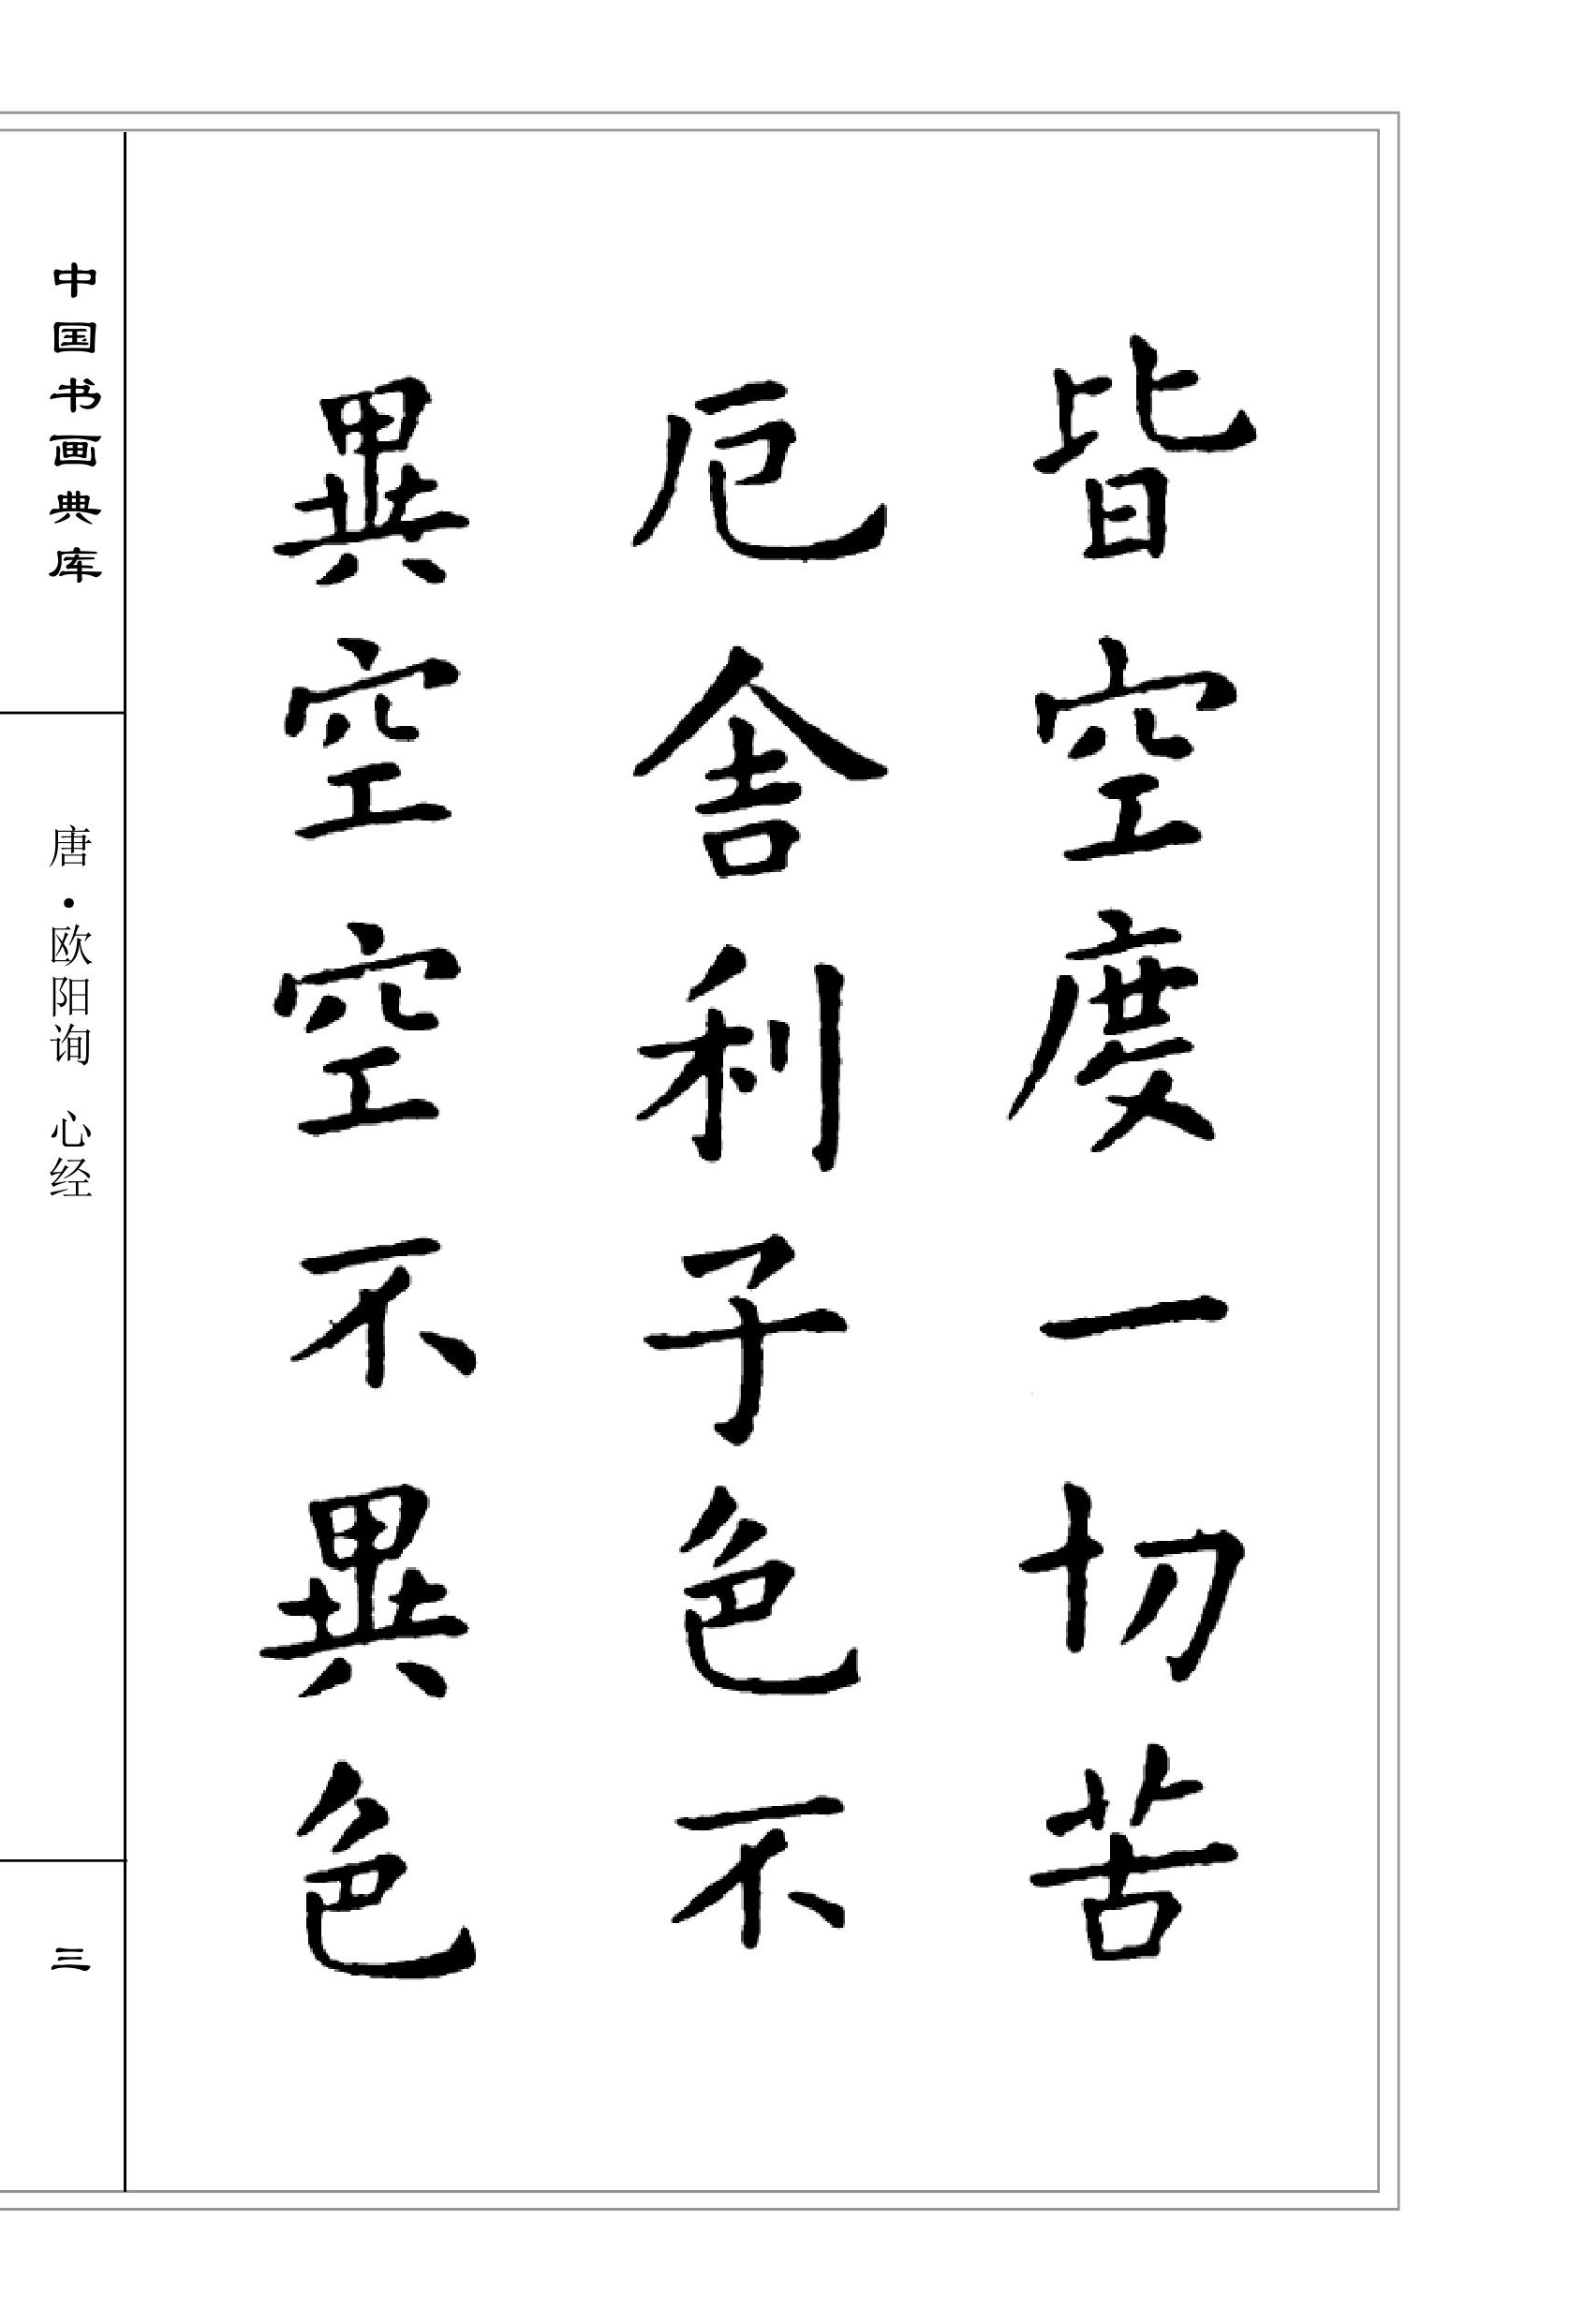 皆空度一切苦
厄舍利子色不
異空空不異色
中国书画典库
唐·欧阳询 心经
三